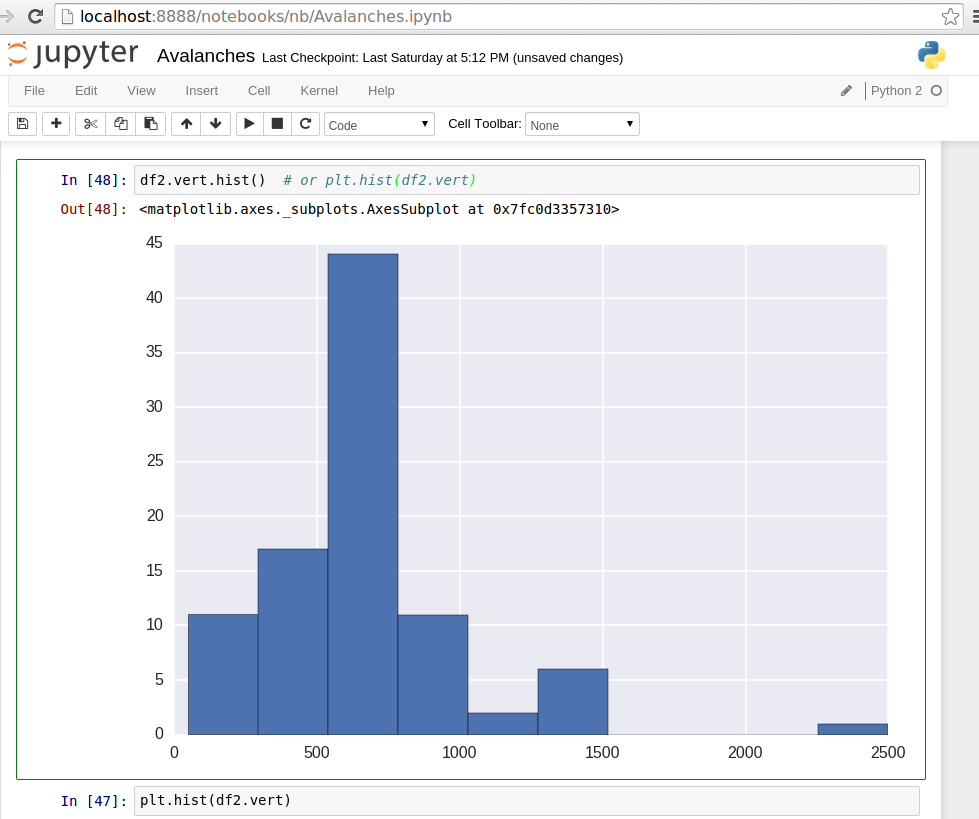 localhost:8888/notebooks/nb/Avalanches.ipynb
jupyter Avalanches Last Checkpoint: Last Saturday at 5:12 PM (unsaved changes)
File Edit View Insert Cell Kernel Help Python 2
Code Cell Toolbar: None
In [48]: df2.vert.hist()  # or plt.hist(df2.vert)
Out[48]: <matplotlib.axes._subplots.AxesSubplot at 0x7fc0d3357310>
45
40
35
30
25
20
15
10
5
0
0 500 1000 1500 2000 2500
In [47]: plt.hist(df2.vert)